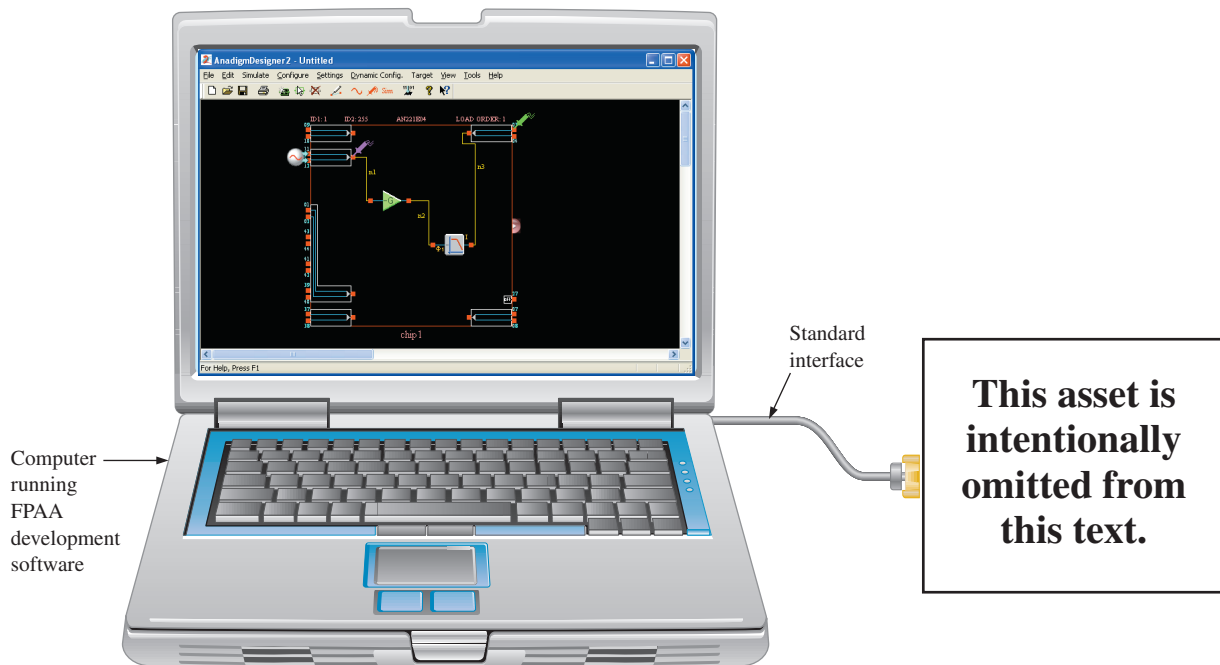 AnadigmDesigner2 - Untitled
File Edit Simulate Configure Settings Dynamic Config. Target View Tools Help
Sim
ID1:1 ID2:255 AN221E04 LOAD ORDER:1
n1
n3
-G
n2
chip1
For Help, Press F1
Standard
interface
This asset is
intentionally
omitted from
this text.
Computer
running
FPAA
development
software